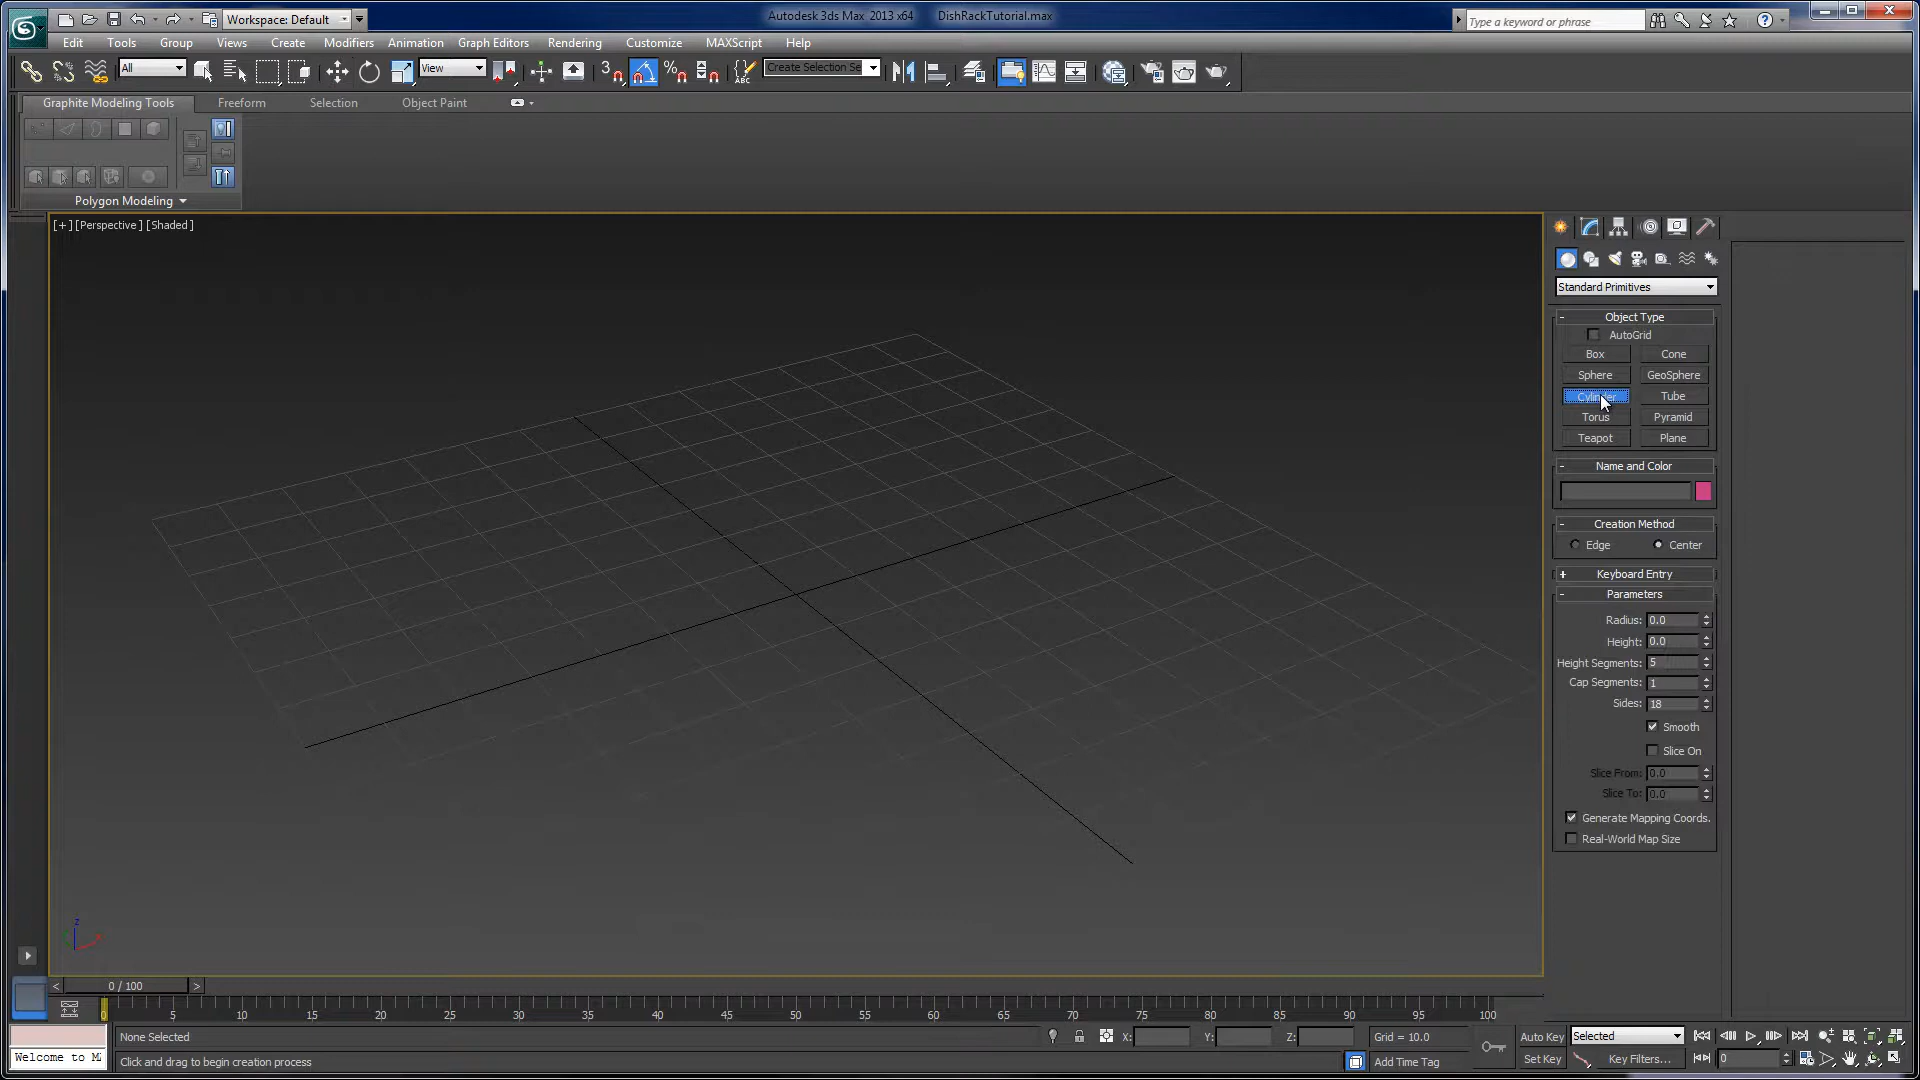 Workspace: Default
Autodesk 3ds Max 2013 x64 DishRackTutorial.max
Type a keyword or phrase
Edit Tools Group Views Create Modifiers Animation Graph Editors Rendering Customize MAXScript Help
All View Create Selection Se
Graphite Modeling Tools Freeform Selection Object Paint
Polygon Modeling
[+] [Perspective] [Shaded]
Standard Primitives
Object Type
AutoGrid
Box Cone
Sphere GeoSphere
Cylinder Tube
Torus Pyramid
Teapot Plane
Name and Color
Creation Method
Edge Center
Keyboard Entry
Parameters
Radius: 0.0
Height: 0.0
Height Segments: 5
Cap Segments: 1
Sides: 18
Smooth
Slice On
Slice From: 0.0
Slice To: 0.0
Generate Mapping Coords.
Real-World Map Size
z
< 0 / 100 >
0 5 10 15 20 25 30 35 40 45 50 55 60 65 70 75 80 85 90 95 100
None Selected X: Y: Z: Grid = 10.0 Auto Key Selected
Welcome to M Click and drag to begin creation process Add Time Tag Set Key Key Filters... 0